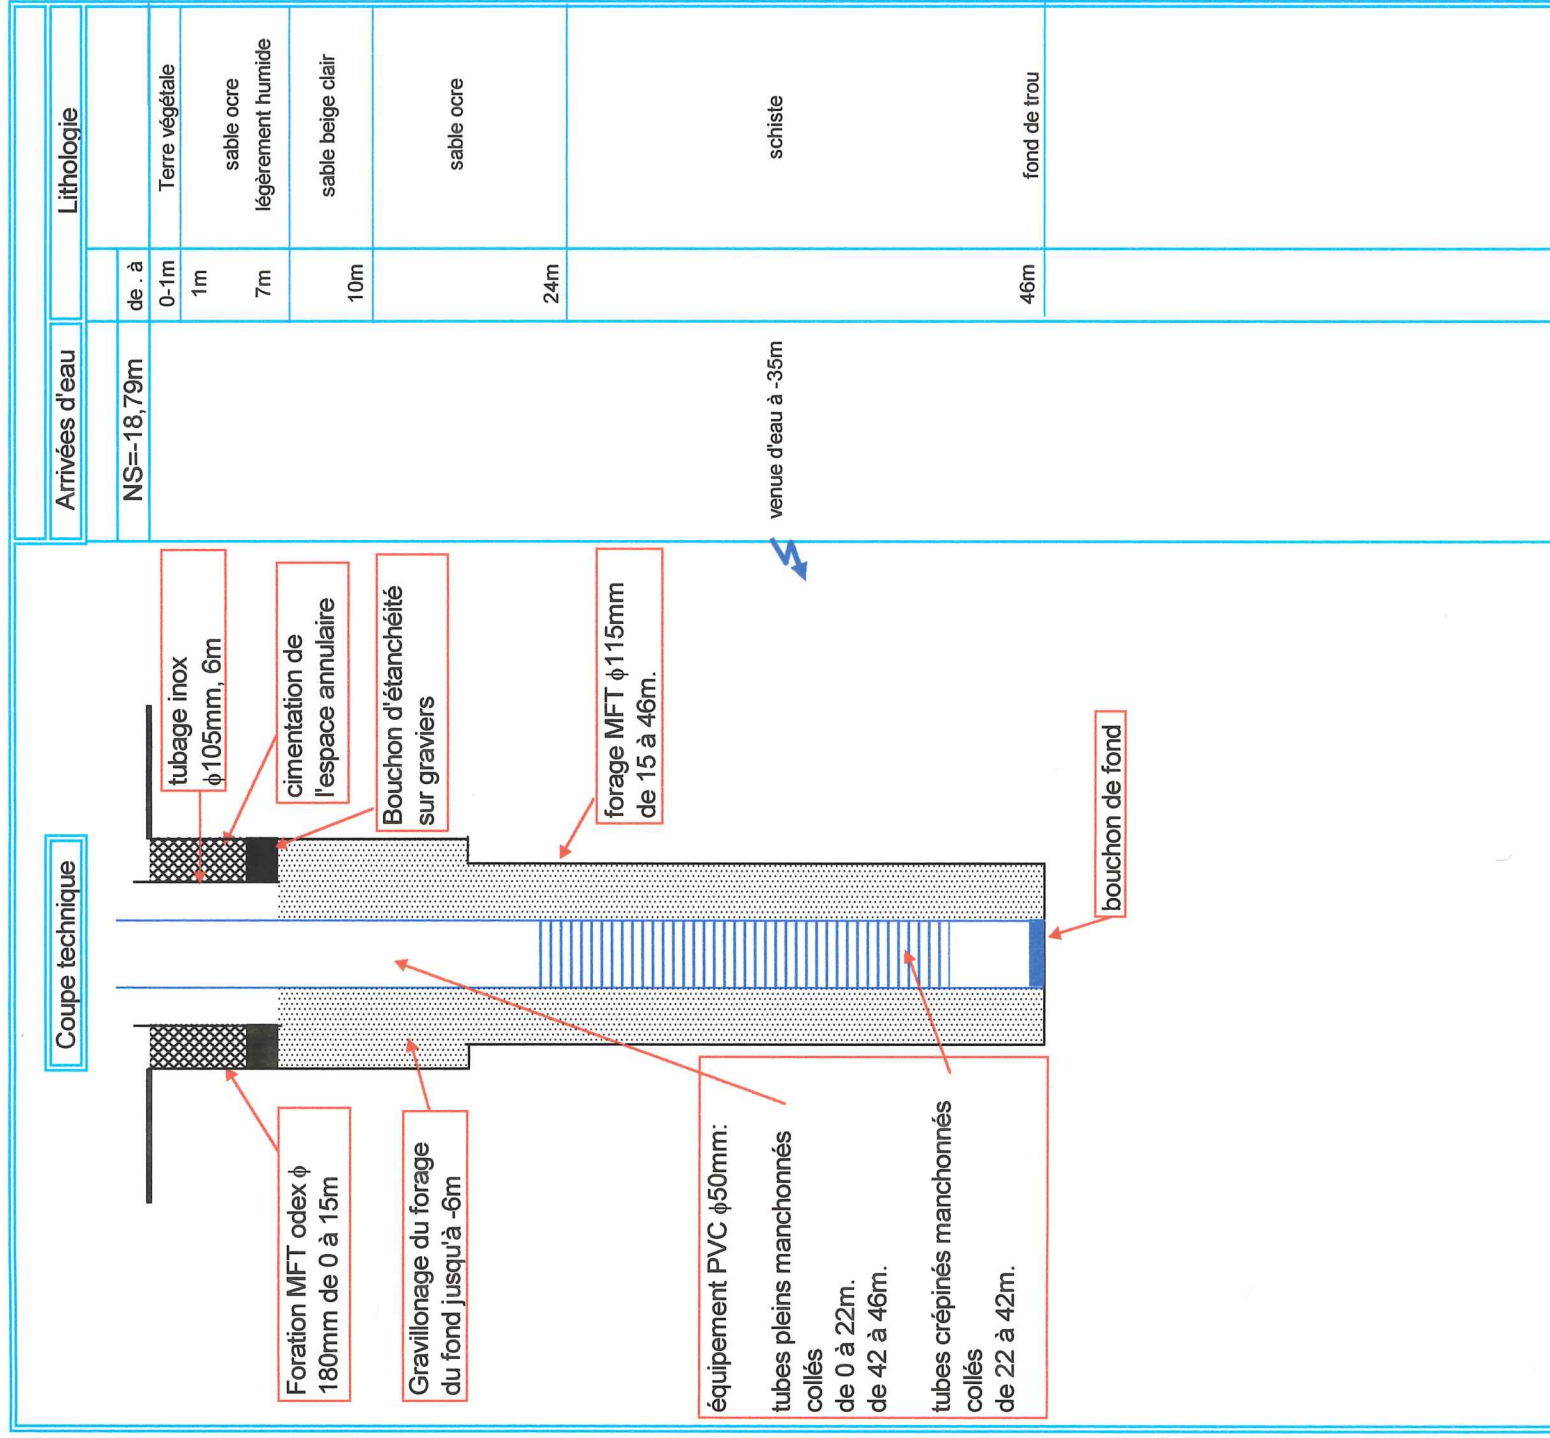 Coupe technique
Arrivées d'eau
Lithologie
NS=-18,79m
de . à
0-1m
Terre végétale
1m
sable ocre
7m
légèrement humide
10m
sable beige clair
24m
sable ocre
venue d'eau à -35m
schiste
46m
fond de trou
tubage inox
ϕ105mm, 6m
cimentation de
l'espace annulaire
Bouchon d'étanchéité
sur graviers
forage MFT ϕ115mm
de 15 à 46m.
bouchon de fond
Foration MFT odex ϕ
180mm de 0 à 15m
Gravillonage du forage
du fond jusqu'à -6m
équipement PVC ϕ50mm:
tubes pleins manchonnés
collés
de 0 à 22m.
de 42 à 46m.
tubes crépinés manchonnés
collés
de 22 à 42m.